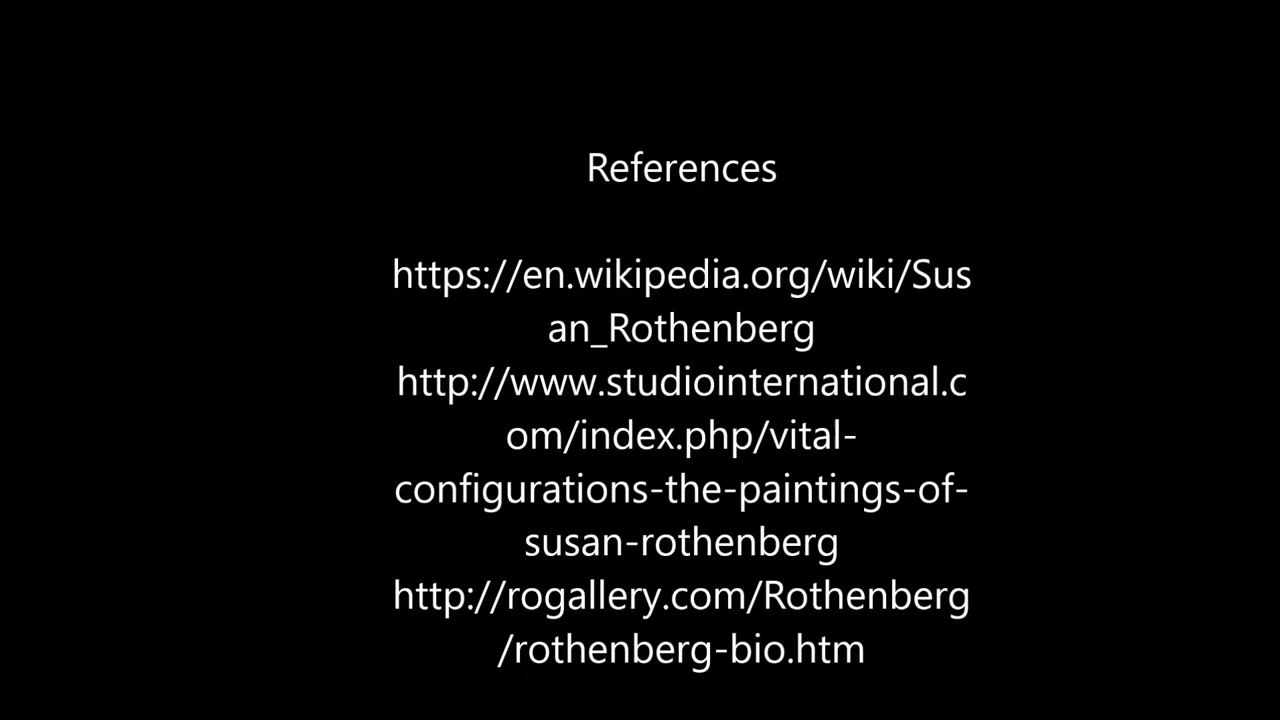 References
https://en.wikipedia.org/wiki/Sus
an_Rothenberg
http://www.studiointernational.c
om/index.php/vital-
configurations-the-paintings-of-
susan-rothenberg
http://rogallery.com/Rothenberg
/rothenberg-bio.htm